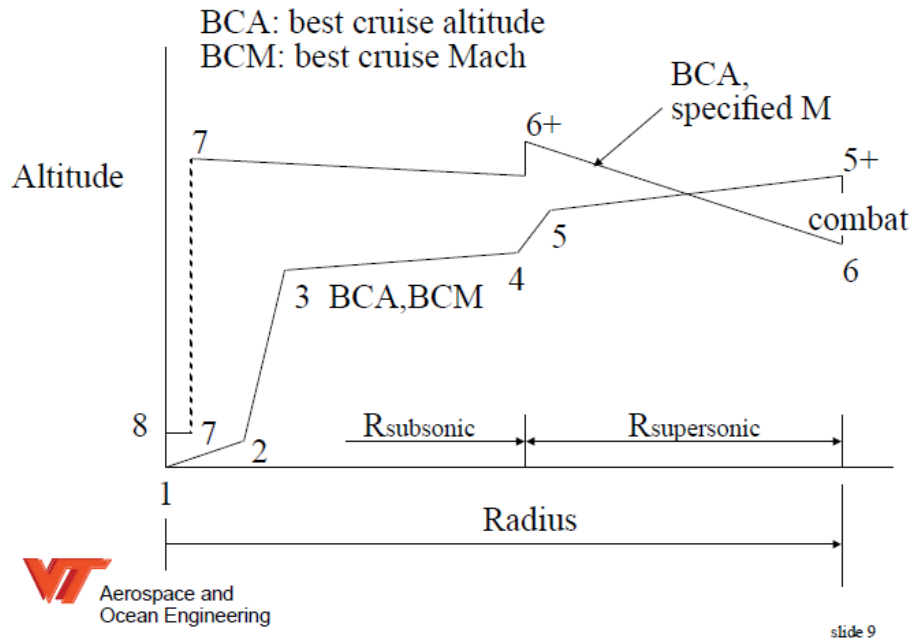 BCA: best cruise altitude
BCM: best cruise Mach
BCA,
specified M
6+
7
5+
Altitude
combat
5
4
6
3 BCA,BCM
8
7
2
Rsubsonic
Rsupersonic
1
Radius
VT
Aerospace and
Ocean Engineering
slide 9